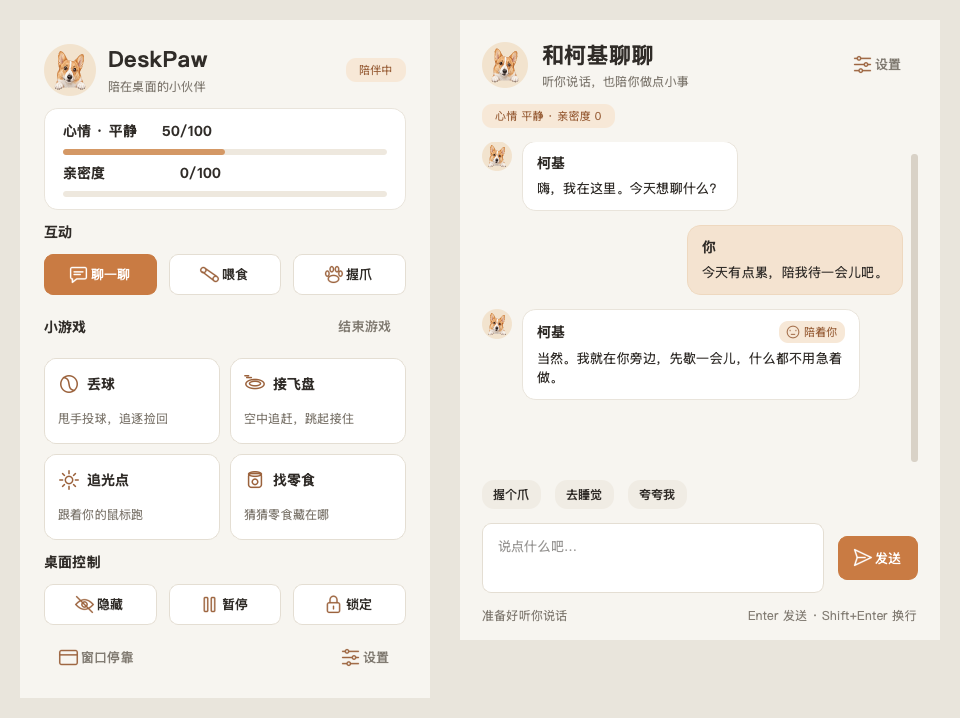 DeskPaw
陪在桌面的小伙伴
陪伴中
心情 · 平静 50/100
亲密度 0/100
互动
聊一聊
喂食
握爪
小游戏
结束游戏
丢球
甩手投球，追逐捡回
接飞盘
空中追赶，跳起接住
追光点
跟着你的鼠标跑
找零食
猜猜零食藏在哪
桌面控制
隐藏
暂停
锁定
窗口停靠
设置
和柯基聊聊
听你说话，也陪你做点小事
设置
心情 平静 · 亲密度 0
柯基
嗨，我在这里。今天想聊什么？
你
今天有点累，陪我待一会儿吧。
柯基
陪着你
当然。我就在你旁边，先歇一会儿，什么都不用急着
做。
握个爪
去睡觉
夸夸我
说点什么吧...
发送
准备好听你说话
Enter 发送 · Shift+Enter 换行